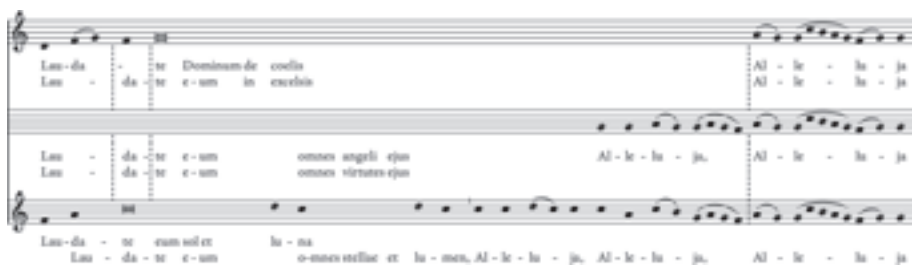 Lau-da - te Dominum de coelis Al - le - lu - ja
Lau - da - te e - um in excelsis Al - le - lu - ja
Lau - da - te e - um omnes angeli ejus Al - le - lu - ja, Al - le - lu - ja
Lau - da - te e - um omnes virtutes ejus
Lau-da - te eum sol et lu - na
Lau - da - te e - um o-mnes stellae et lu - men, Al - le - lu - ja, Al - le - lu - ja, Al - le - lu - ja